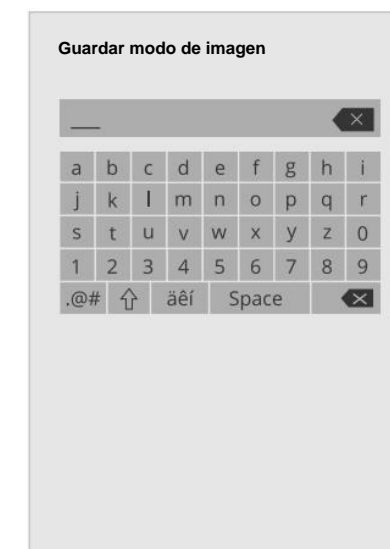 Guardar modo de imagen
a b c d e f g h i
j k l m n o p q r
s t u v w x y z 0
1 2 3 4 5 6 7 8 9
.@# äêí Space